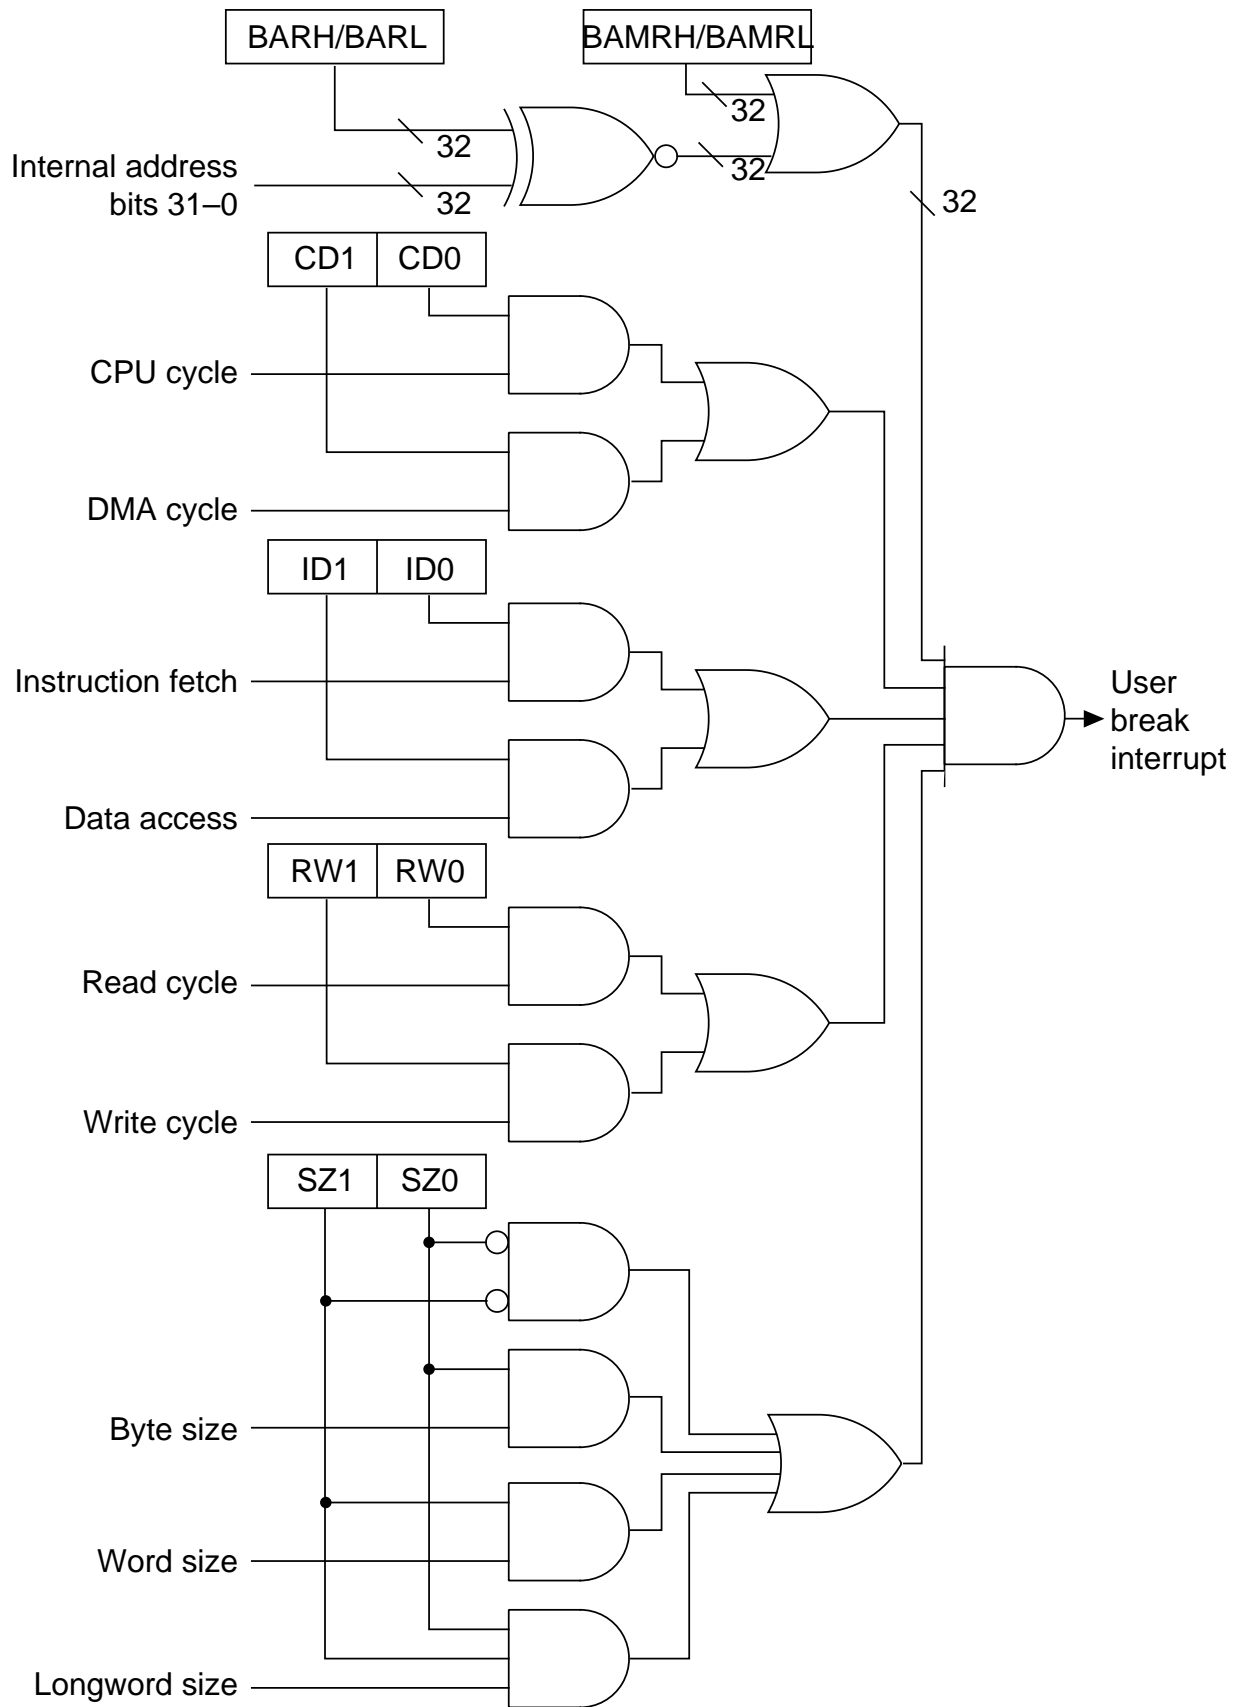 BARH/BARL BAMRH/BAMRL
32
32
Internal address
bits 31–0
32
32
32
CD1 CD0
CPU cycle
DMA cycle
ID1 ID0
Instruction fetch
User
break
interrupt
Data access
RW1 RW0
Read cycle
Write cycle
SZ1 SZ0
Byte size
Word size
Longword size